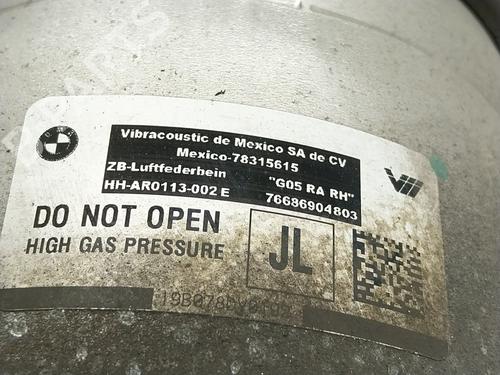 BMW
Vibracoustic de Mexico SA de CV
Mexico-78315615
ZB-Luftfederbein "G05 RA RH"
HH-AR0113-002 E 76686904803
DO NOT OPEN
HIGH GAS PRESSURE
JL